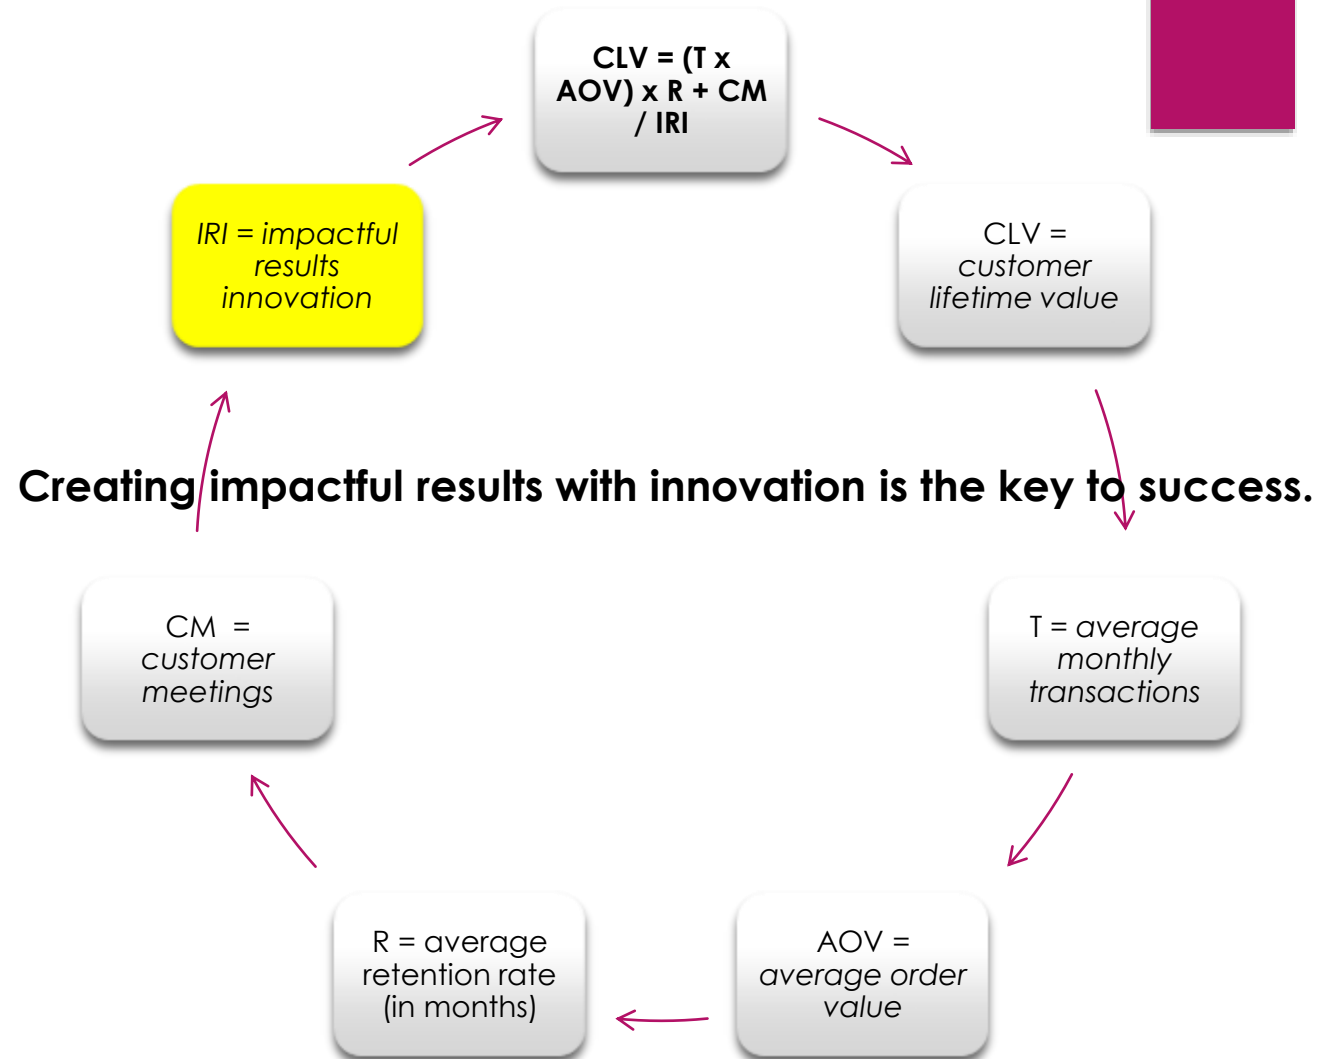 CLV = (T x
AOV) x R + CM
/ IRI
IRI = impactful
results
innovation
CLV =
customer
lifetime value
Creating impactful results with innovation is the key to success.
CM =
customer
meetings
T = average
monthly
transactions
R = average
retention rate
(in months)
AOV =
average order
value